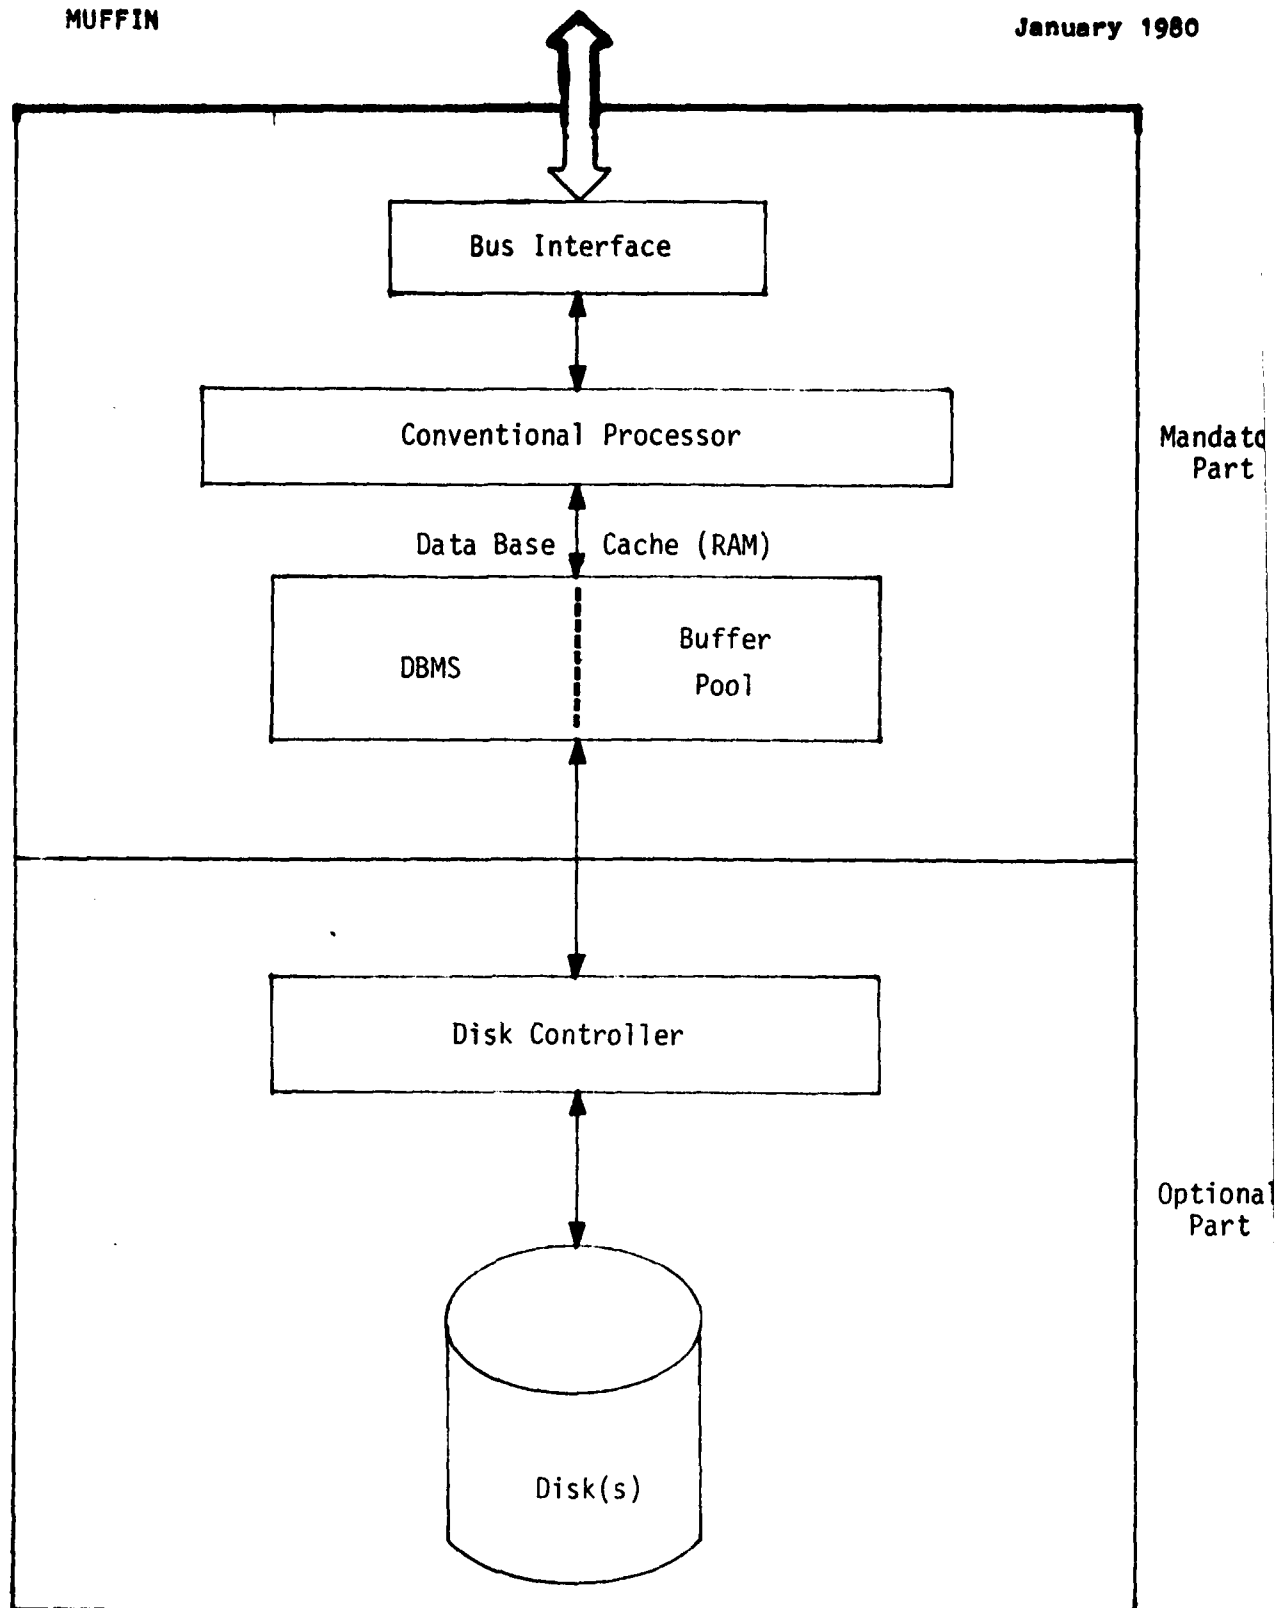 MUFFIN
January 1980
Bus Interface
Conventional Processor
Mandato
Part
Data Base Cache (RAM)
DBMS
Buffer
Pool
Disk Controller
Optional
Part
Disk(s)